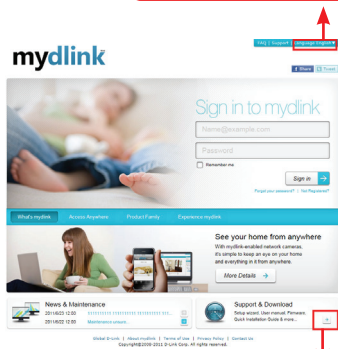 FAQ | Support | Language English
mydlink
Share Tweet
Sign in to mydlink
Name@example.com
Password
Remember me
Sign in
Forgot your password? | Not Registered?
What's mydlink Access Anywhere Product Family Experience mydlink
See your home from anywhere
With mydlink-enabled network cameras,
it's simple to keep an eye on your home
and everything in it from anywhere.
More Details
News & Maintenance
2011/6/23 12:00
2011/6/22 12:00 Maintenance
Support & Download
Setup wizard, User manual, Firmware,
Quick Installation Guide & more...
Global D-Link | About mydlink | Terms of Use | Privacy Policy | Contact Us
Copyright©2009-2011 D-Link Corp. All rights reserved.